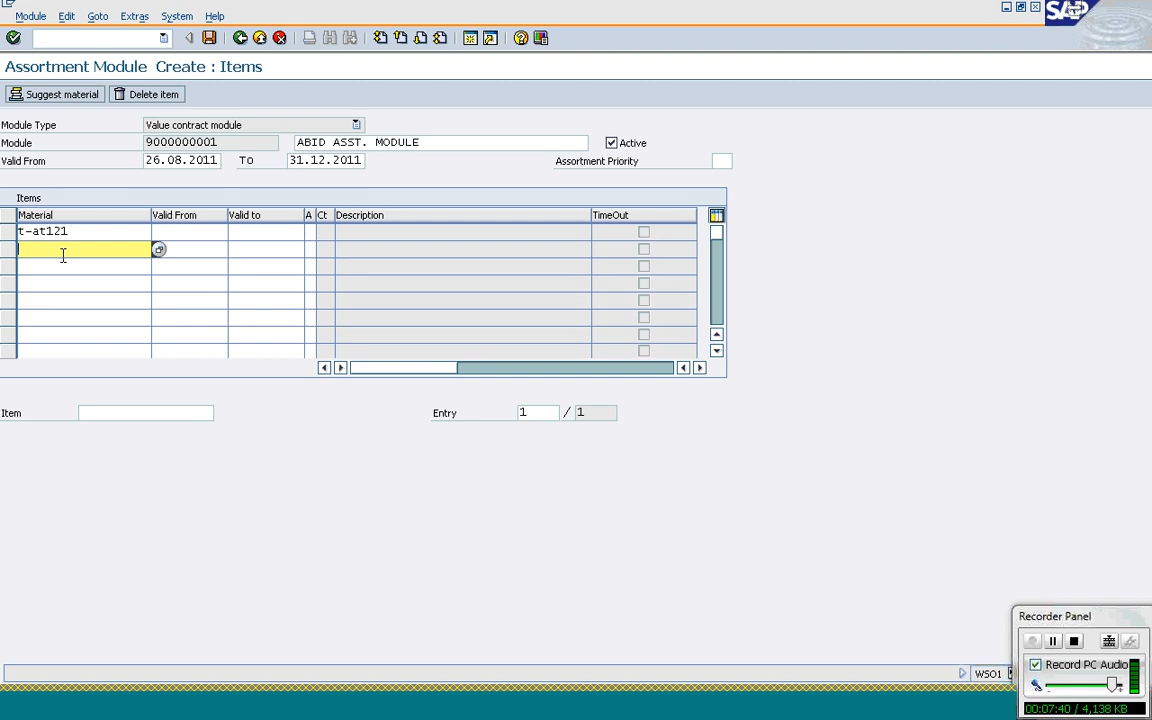 Module Edit Goto Extras System Help
SAP
Assortment Module Create : Items
Suggest material Delete item
Module Type Value contract module
Module 9000000001 ABID ASST. MODULE Active
Valid From 26.08.2011 To 31.12.2011 Assortment Priority
Items
Material Valid From Valid to A Ct Description TimeOut
t-at121
Item Entry 1 / 1
Recorder Panel
Record PC Audio
WSO1
00:07:40 / 4,138 KB